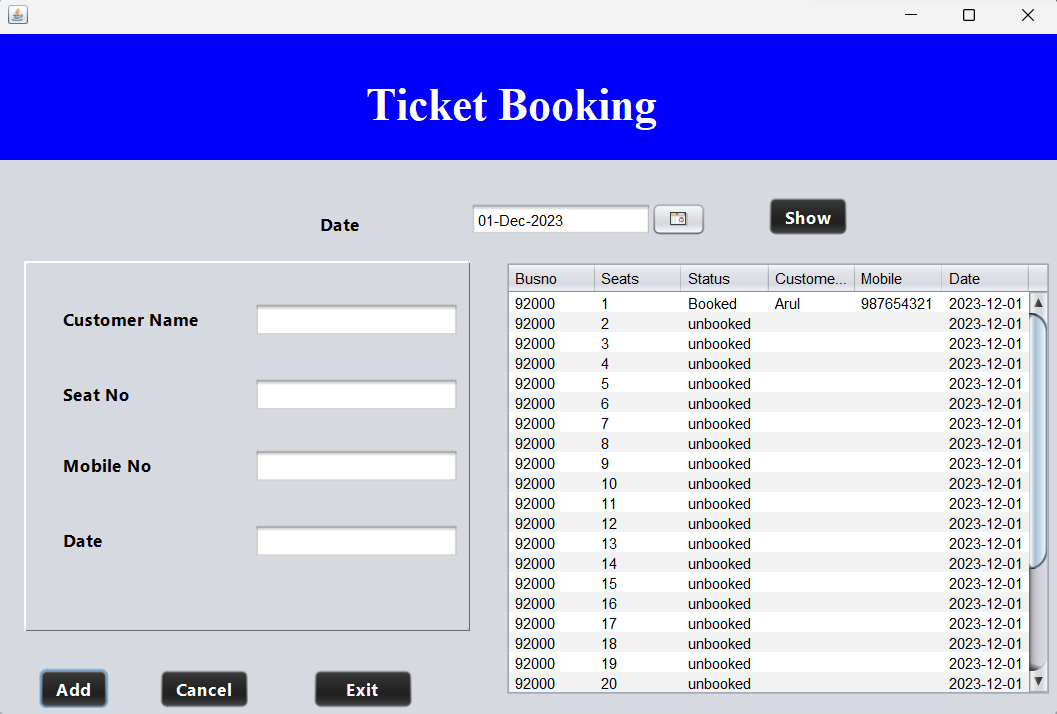 Ticket Booking
Date 01-Dec-2023 Show
Customer Name
Seat No
Mobile No
Date
Busno Seats Status Custome... Mobile Date
92000 1 Booked Arul 987654321 2023-12-01
92000 2 unbooked 2023-12-01
92000 3 unbooked 2023-12-01
92000 4 unbooked 2023-12-01
92000 5 unbooked 2023-12-01
92000 6 unbooked 2023-12-01
92000 7 unbooked 2023-12-01
92000 8 unbooked 2023-12-01
92000 9 unbooked 2023-12-01
92000 10 unbooked 2023-12-01
92000 11 unbooked 2023-12-01
92000 12 unbooked 2023-12-01
92000 13 unbooked 2023-12-01
92000 14 unbooked 2023-12-01
92000 15 unbooked 2023-12-01
92000 16 unbooked 2023-12-01
92000 17 unbooked 2023-12-01
92000 18 unbooked 2023-12-01
92000 19 unbooked 2023-12-01
92000 20 unbooked 2023-12-01
Add Cancel Exit